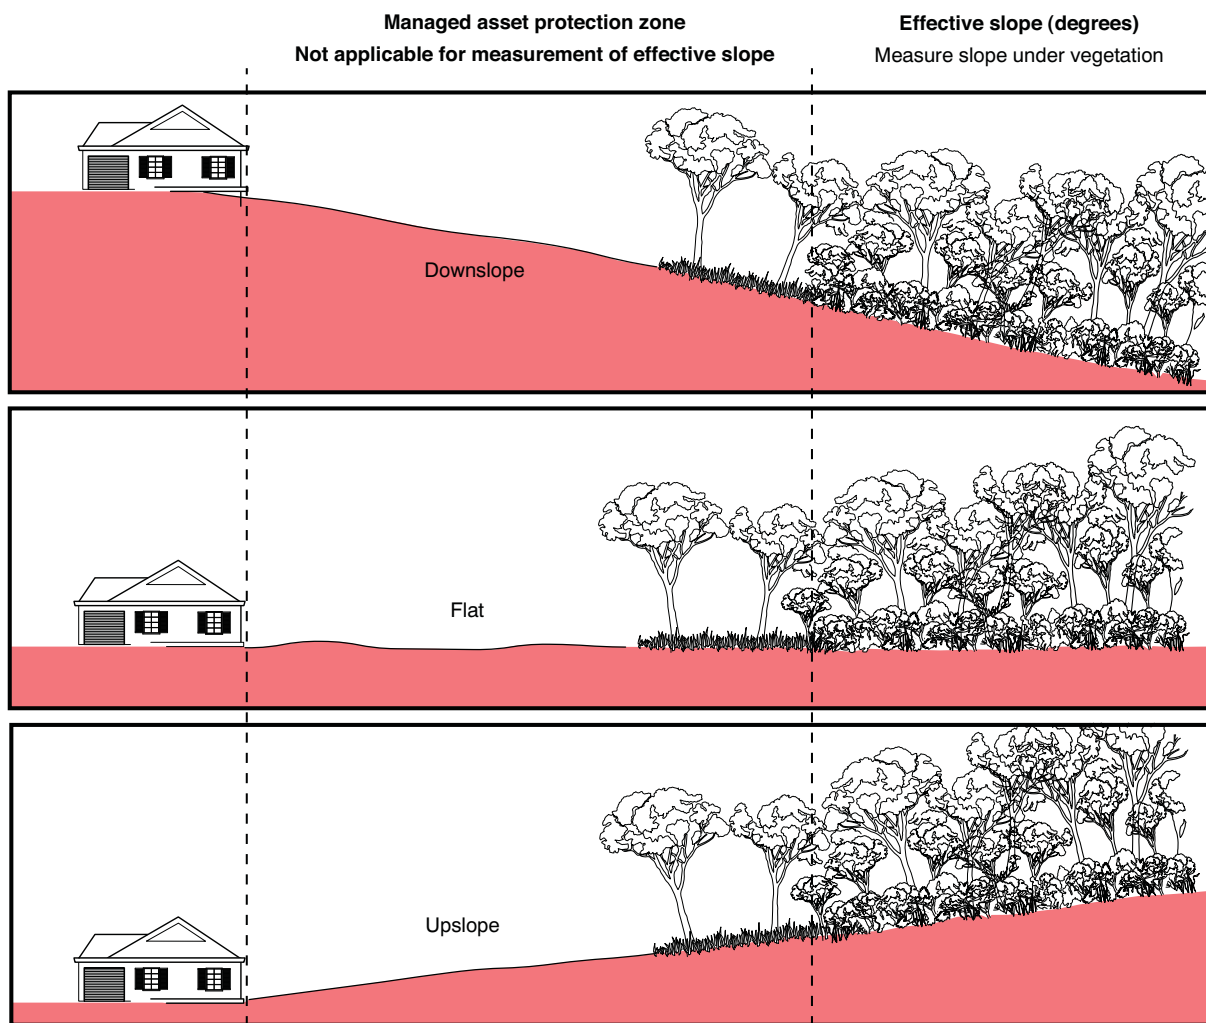 Managed asset protection zone
Not applicable for measurement of effective slope
Effective slope (degrees)
Measure slope under vegetation
Downslope
Flat
Upslope